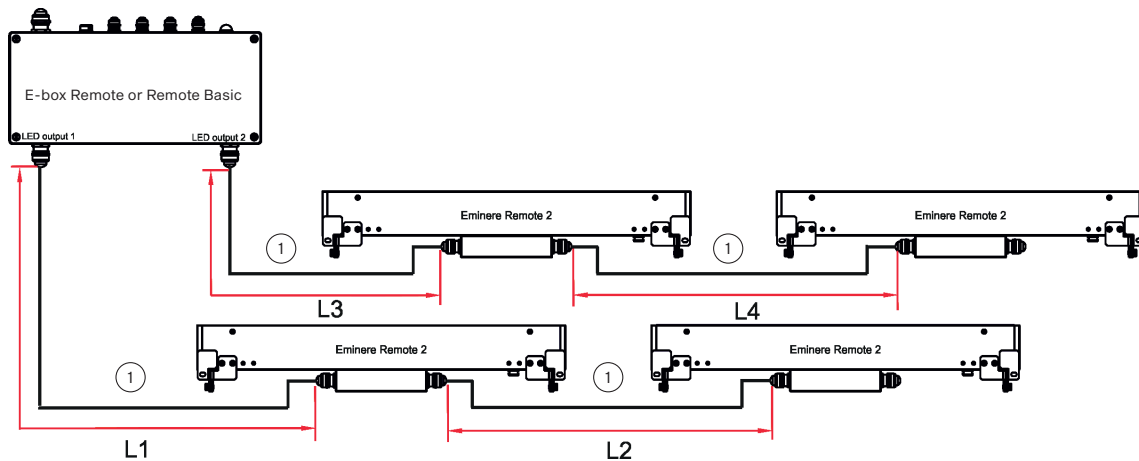 E-box Remote or Remote Basic
LED output 1
LED output 2
Eminere Remote 2
Eminere Remote 2
1
1
L3
L4
Eminere Remote 2
Eminere Remote 2
1
1
L1
L2